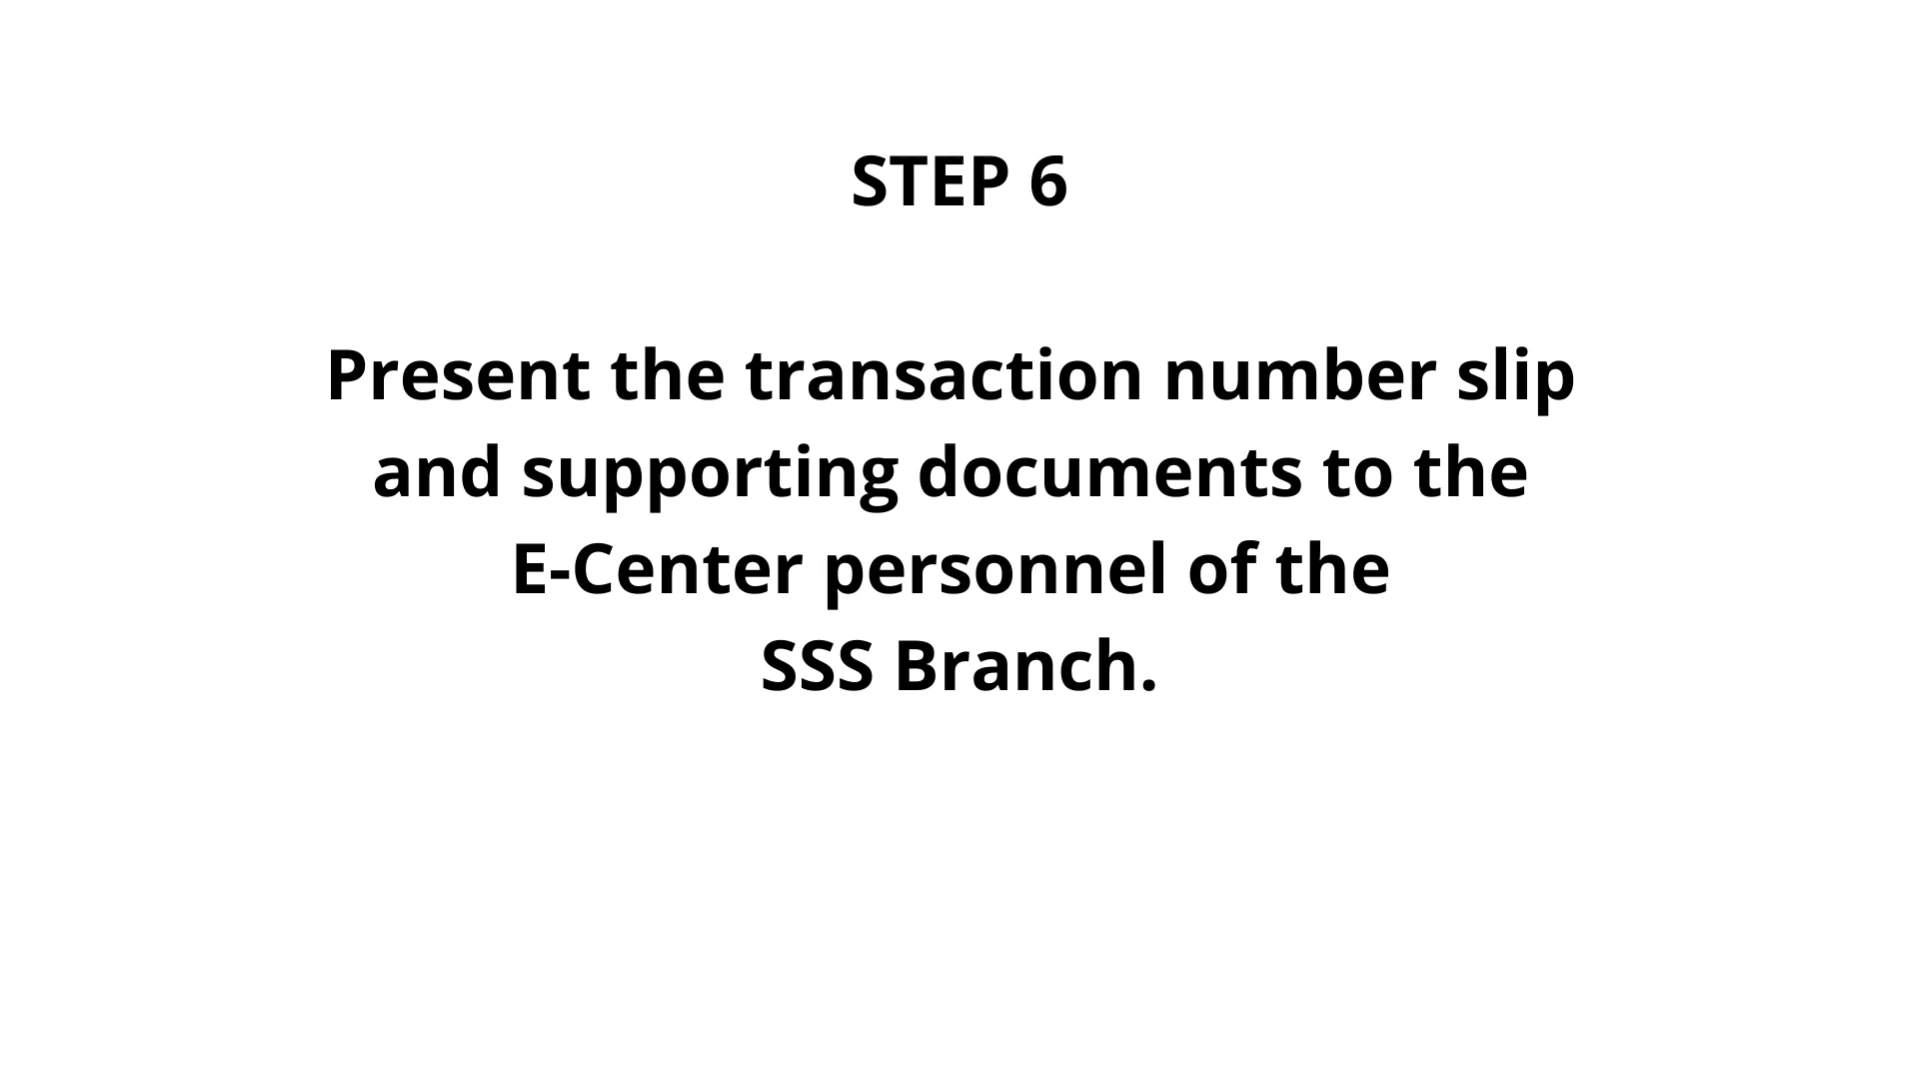 STEP 6
Present the transaction number slip
and supporting documents to the
E-Center personnel of the
SSS Branch.